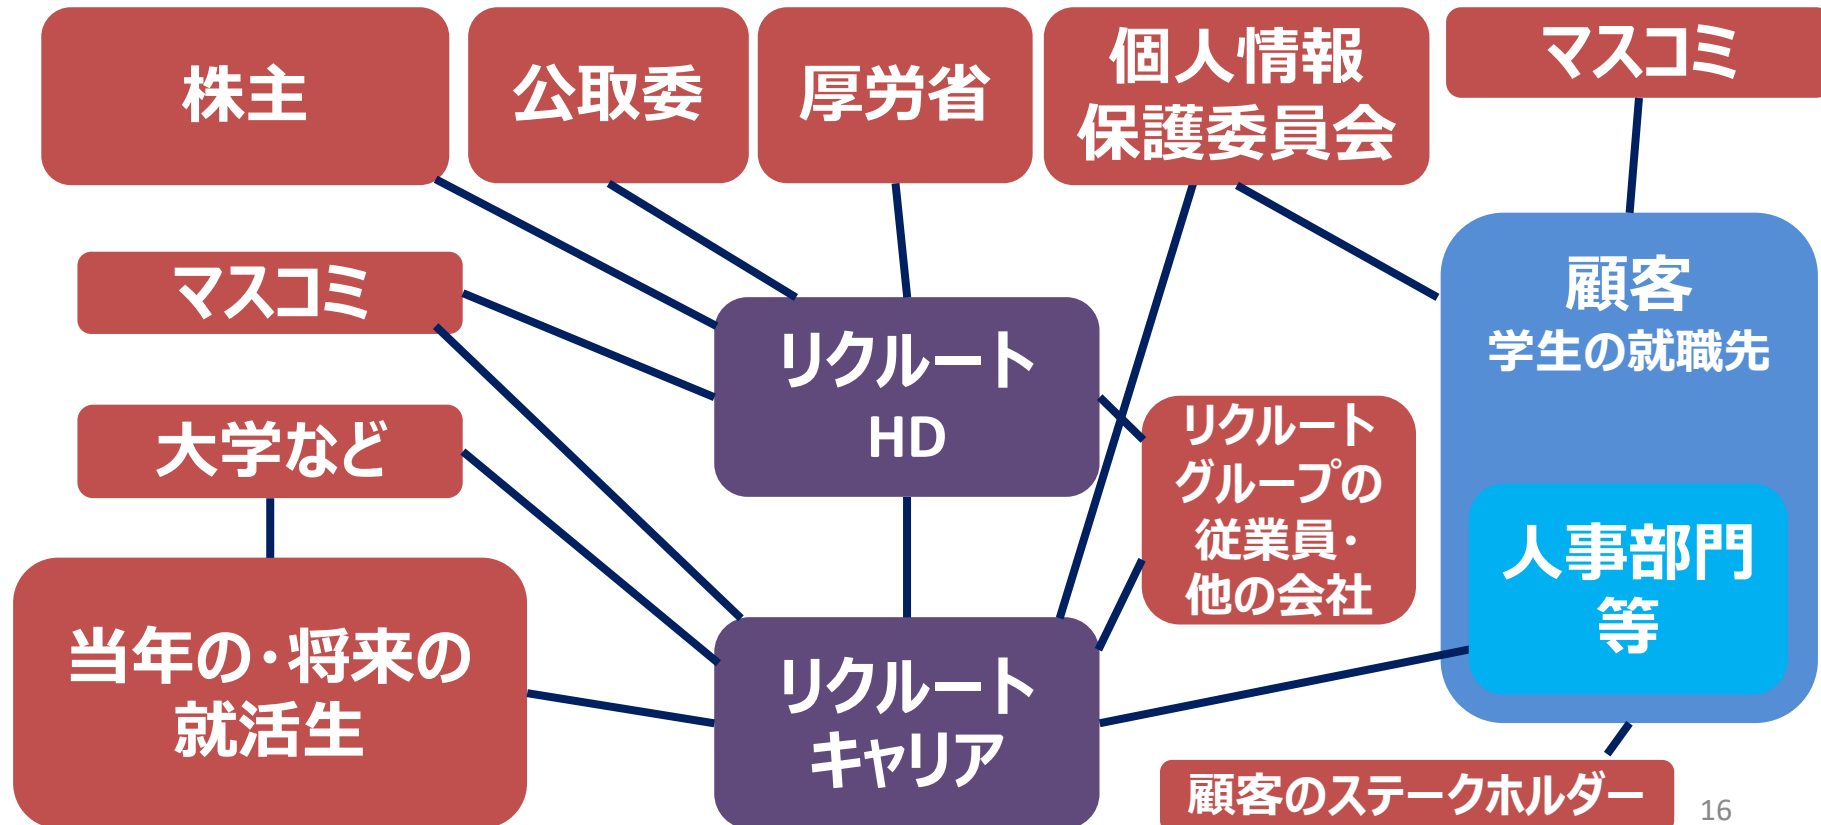 株主
公取委
厚労省
個人情報
保護委員会
マスコミ
マスコミ
大学など
当年の・将来の
就活生
リクルート
HD
リクルート
キャリア
リクルート
グループの
従業員・
他の会社
顧客
学生の就職先
人事部門
等
顧客のステークホルダー
16